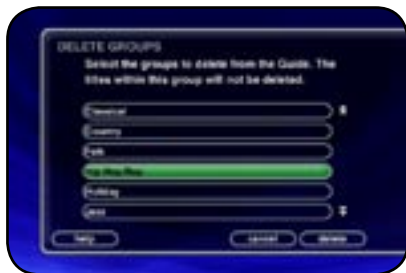 DELETE GROUPS
Select the groups to delete from the Guide. The
titles within this group will not be deleted.
Classical
Country
Folk
Hip-Hop/Rap
Holiday
Jazz
help cancel delete